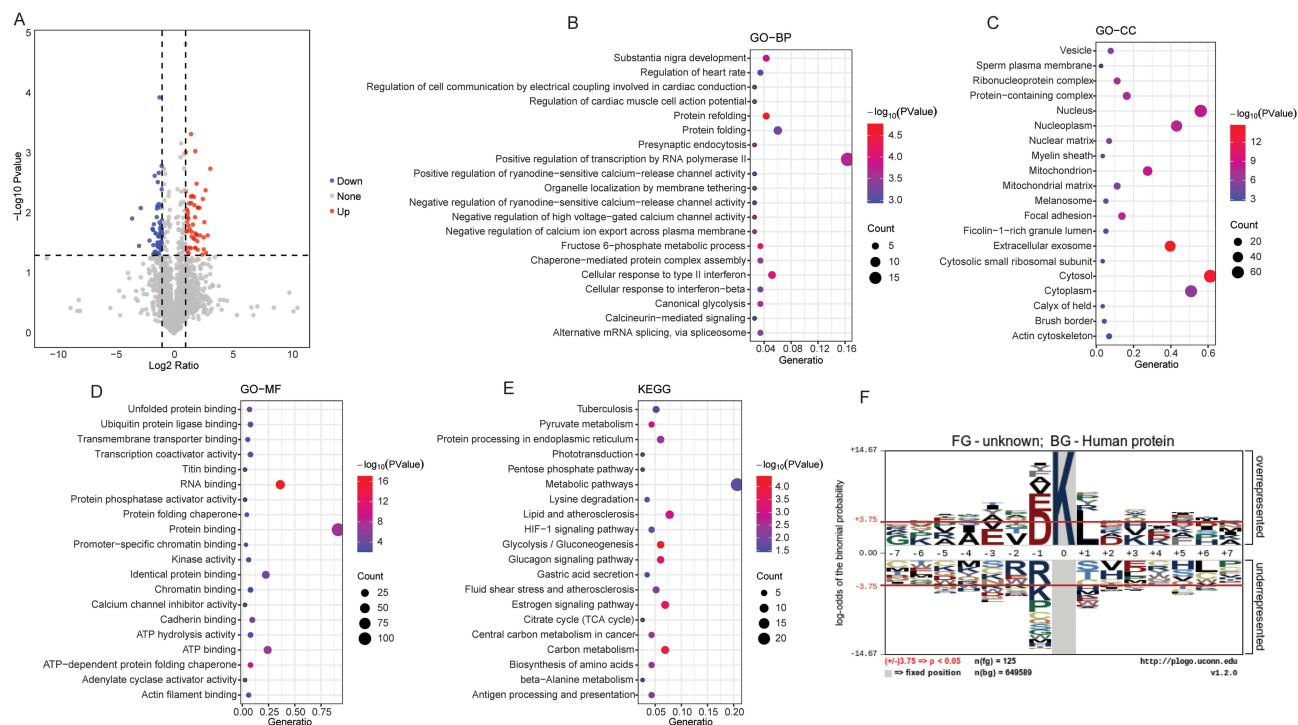 A
5
4
3
2
1
0
−Log10 Pvalue
−10
−5
0
5
10
Log2 Ratio
Down
None
Up
B
GO−BP
Substantia nigra development
Regulation of heart rate
Regulation of cell communication by electrical coupling involved in cardiac conduction
Regulation of cardiac muscle cell action potential
Protein refolding
Protein folding
Presynaptic endocytosis
Positive regulation of transcription by RNA polymerase II
Positive regulation of ryanodine−sensitive calcium−release channel activity
Organelle localization by membrane tethering
Negative regulation of ryanodine−sensitive calcium−release channel activity
Negative regulation of high voltage−gated calcium channel activity
Negative regulation of calcium ion export across plasma membrane
Fructose 6−phosphate metabolic process
Chaperone−mediated protein complex assembly
Cellular response to type II interferon
Cellular response to interferon−beta
Canonical glycolysis
Calcineurin−mediated signaling
Alternative mRNA splicing, via spliceosome
0.04 0.08 0.12 0.16
Generatio
−log10(PValue)
4.5
4.0
3.5
3.0
Count
5
10
15
C
GO−CC
Vesicle
Sperm plasma membrane
Ribonucleoprotein complex
Protein−containing complex
Nucleus
Nucleoplasm
Nuclear matrix
Myelin sheath
Mitochondrion
Mitochondrial matrix
Melanosome
Focal adhesion
Ficolin−1−rich granule lumen
Extracellular exosome
Cytosolic small ribosomal subunit
Cytosol
Cytoplasm
Calyx of held
Brush border
Actin cytoskeleton
0.0 0.2 0.4 0.6
Generatio
−log10(PValue)
12
9
6
3
Count
20
40
60
D
GO−MF
Unfolded protein binding
Ubiquitin protein ligase binding
Transmembrane transporter binding
Transcription coactivator activity
Titin binding
RNA binding
Protein phosphatase activator activity
Protein folding chaperone
Protein binding
Promoter−specific chromatin binding
Kinase activity
Identical protein binding
Chromatin binding
Calcium channel inhibitor activity
Cadherin binding
ATP hydrolysis activity
ATP binding
ATP−dependent protein folding chaperone
Adenylate cyclase activator activity
Actin filament binding
0.00 0.25 0.50 0.75
Generatio
−log10(PValue)
16
12
8
4
Count
25
50
75
100
E
KEGG
Tuberculosis
Pyruvate metabolism
Protein processing in endoplasmic reticulum
Phototransduction
Pentose phosphate pathway
Metabolic pathways
Lysine degradation
Lipid and atherosclerosis
HIF−1 signaling pathway
Glycolysis / Gluconeogenesis
Glucagon signaling pathway
Gastric acid secretion
Fluid shear stress and atherosclerosis
Estrogen signaling pathway
Citrate cycle (TCA cycle)
Central carbon metabolism in cancer
Carbon metabolism
Biosynthesis of amino acids
beta−Alanine metabolism
Antigen processing and presentation
0.05 0.10 0.15 0.20
Generatio
−log10(PValue)
4.0
3.5
3.0
2.5
2.0
1.5
Count
5
10
15
20
F
FG - unknown; BG - Human protein
+14.67
+3.75
0.00
-3.75
-14.67
log-odds of the binomial probability
-7 -6 -5 -4 -3 -2 -1 0 +1 +2 +3 +4 +5 +6 +7
overrepresented
underrepresented
(+/-)3.75 => p < 0.05 n(fg) = 125 http://plogo.uconn.edu
=> fixed position n(bg) = 649589 v1.2.0